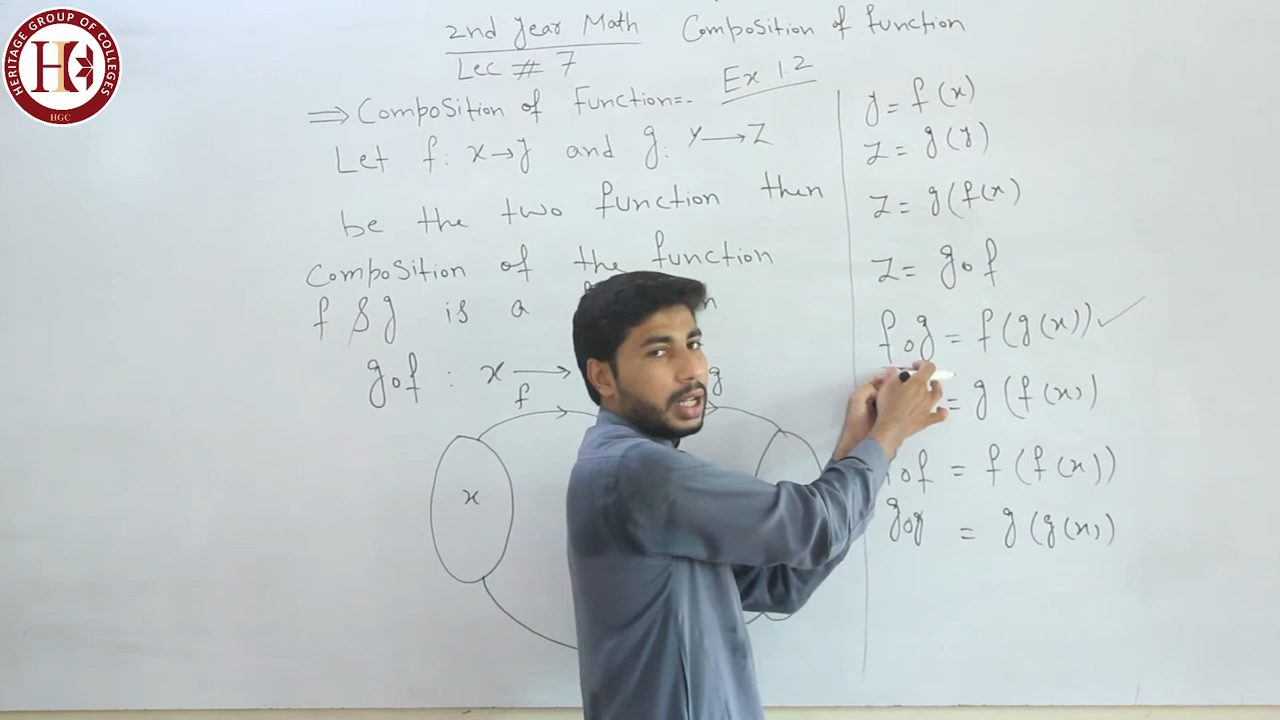 HERITAGE GROUP OF COLLEGES
HGC
2nd year Math Composition of function
Lec # 7
Ex 1.2
⇒ Composition of Function:-
Let f: x→y and g: Y→Z
be the two function then
Composition of the function
f & g is a
gof : x →
f
g
x
y = f(x)
z = g(y)
z = g(f(x)
z = gof
fog = f(g(x)) ✓
= g(f(x)
of = f(f(x))
gog = g(g(x)